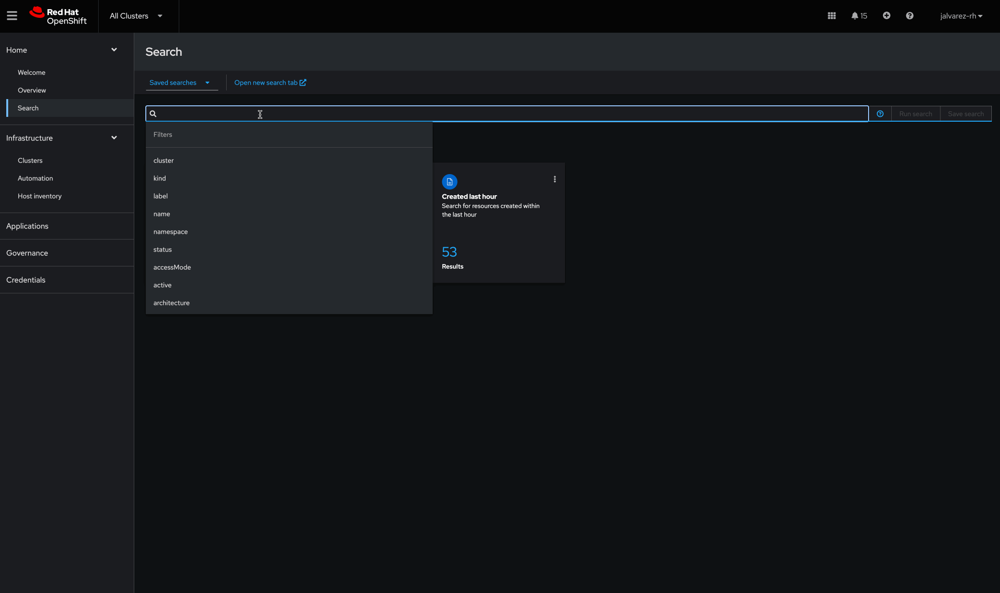 Red Hat
OpenShift
All Clusters
15
jalvarez-rh
Home
Welcome
Overview
Search
Infrastructure
Clusters
Automation
Host inventory
Applications
Governance
Credentials
Search
Saved searches
Open new search tab
Run search
Save search
Filters
cluster
kind
label
name
namespace
status
accessMode
active
architecture
Created last hour
Search for resources created within
the last hour
53
Results